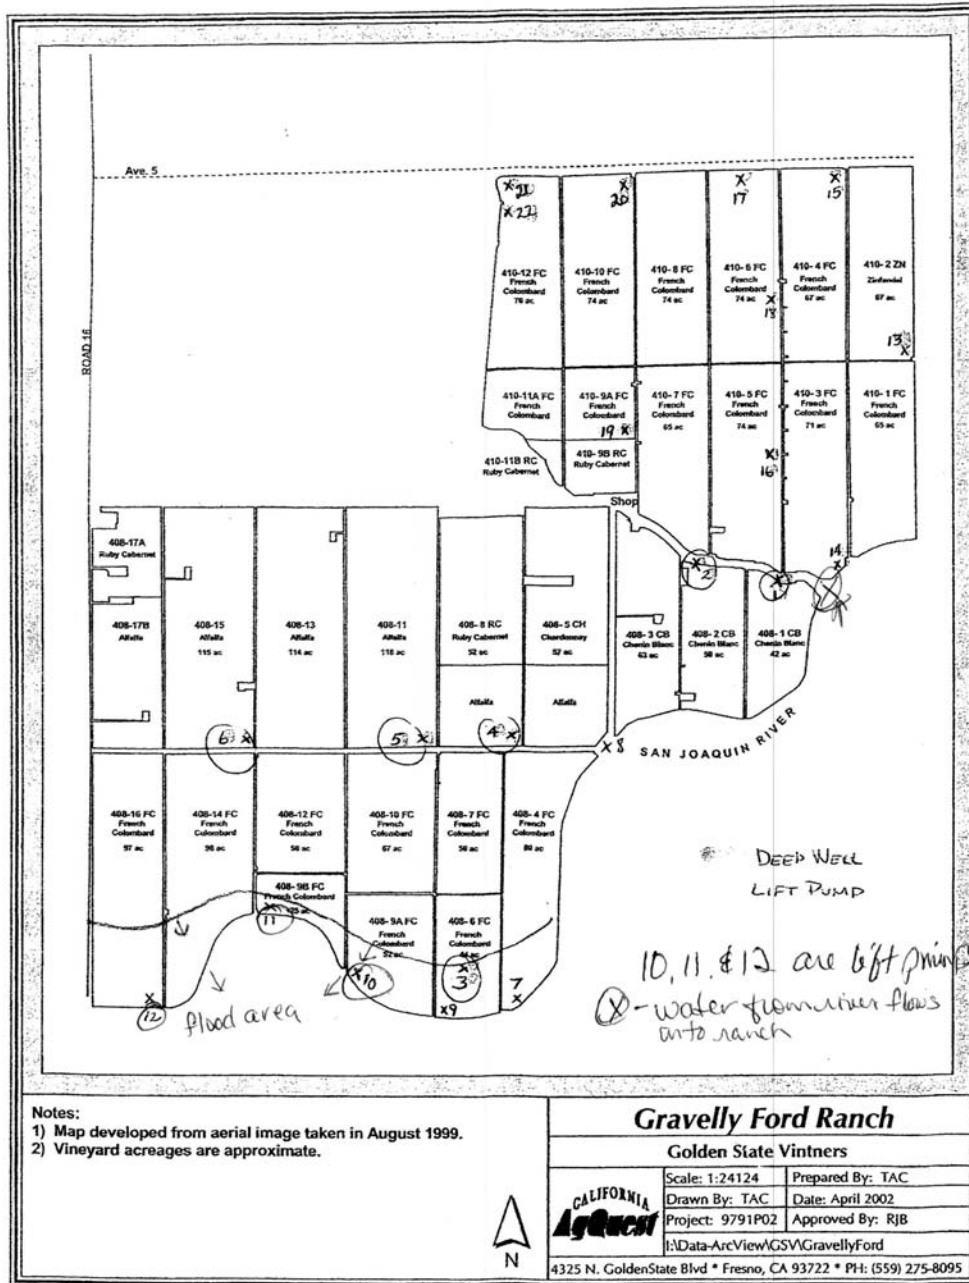 Ave. 5
ROAD 16
21
22
20
17
15
410-12 FC
French
Colombard
76 ac
410-10 FC
French
Colombard
74 ac
410- 8 FC
French
Colombard
74 ac
410- 6 FC
French
Colombard
74 ac
18
410- 4 FC
French
Colombard
67 ac
410- 2 ZN
Zinfandel
67 ac
13
410-11A FC
French
Colombard
410- 9A FC
French
Colombard
19
410- 7 FC
French
Colombard
65 ac
410- 5 FC
French
Colombard
74 ac
16
410- 3 FC
French
Colombard
71 ac
410- 1 FC
French
Colombard
65 ac
410-11B RC
Ruby Cabernet
410- 9B RC
Ruby Cabernet
Shop
14
2
1
408-17A
Ruby Cabernet
408-17B
Alfalfa
408-15
Alfalfa
115 ac
408-13
Alfalfa
114 ac
408-11
Alfalfa
118 ac
408- 8 RC
Ruby Cabernet
52 ac
408- 5 CH
Chardonnay
57 ac
408- 3 CB
Chenin Blanc
63 ac
408- 2 CB
Chenin Blanc
58 ac
408- 1 CB
Chenin Blanc
42 ac
Alfalfa
Alfalfa
6
5
4
8
SAN JOAQUIN RIVER
408-16 FC
French
Colombard
97 ac
408-14 FC
French
Colombard
98 ac
408-12 FC
French
Colombard
58 ac
408-10 FC
French
Colombard
67 ac
408- 7 FC
French
Colombard
58 ac
408- 4 FC
French
Colombard
80 ac
408- 9B FC
French Colombard
11
408- 9A FC
French
Colombard
52 ac
408- 6 FC
French
Colombard
10
3
7
9
12
flood area
DEEP WELL
LIFT PUMP
10, 11, & 12 are lift
X - water from river flows
onto ranch
Notes:
1) Map developed from aerial image taken in August 1999.
2) Vineyard acreages are approximate.
N
Gravelly Ford Ranch
Golden State Vintners
CALIFORNIA
AgQuest
Scale: 1:24124
Prepared By: TAC
Drawn By: TAC
Date: April 2002
Project: 9791P02
Approved By: RJB
I:\Data-ArcView\GSV\GravellyFord
4325 N. GoldenState Blvd * Fresno, CA 93722 * PH: (559) 275-8095